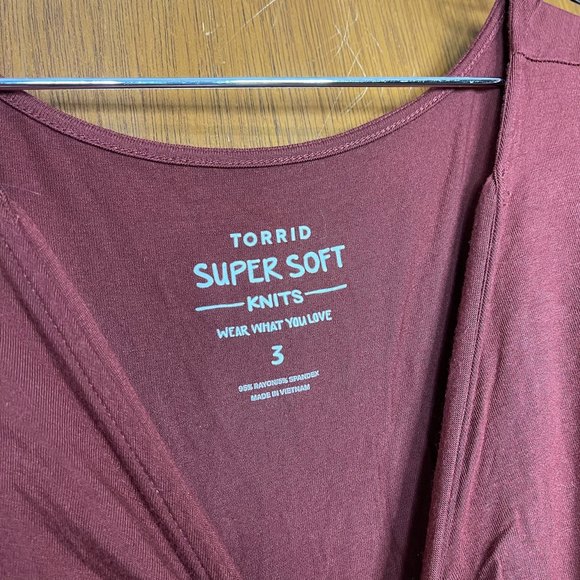 TORRID
SUPER SOFT
KNITS
WEAR WHAT YOU LOVE
3
95% RAYON/5% SPANDEX
MADE IN VIETNAM